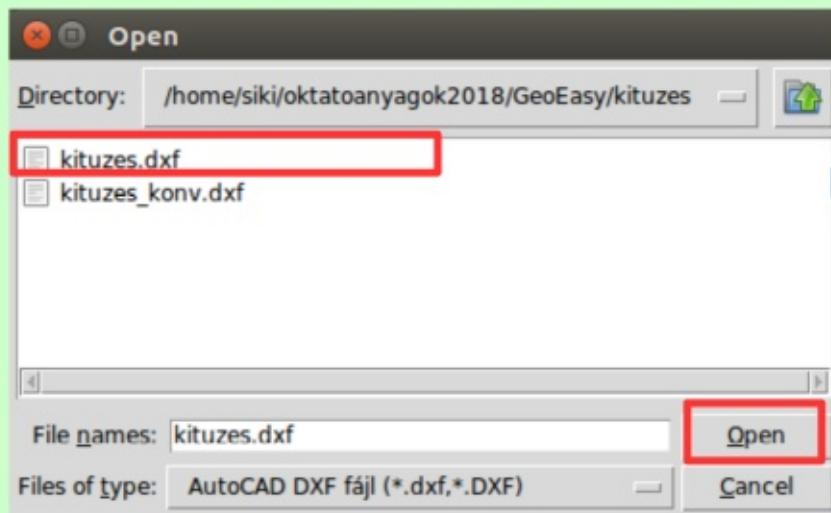 Open
Directory: /home/siki/oktatoanyagok2018/GeoEasy/kituzes
kituzes.dxf
kituzes_konv.dxf
File names: kituzes.dxf Open
Files of type: AutoCAD DXF fájl (*.dxf,*.DXF) Cancel